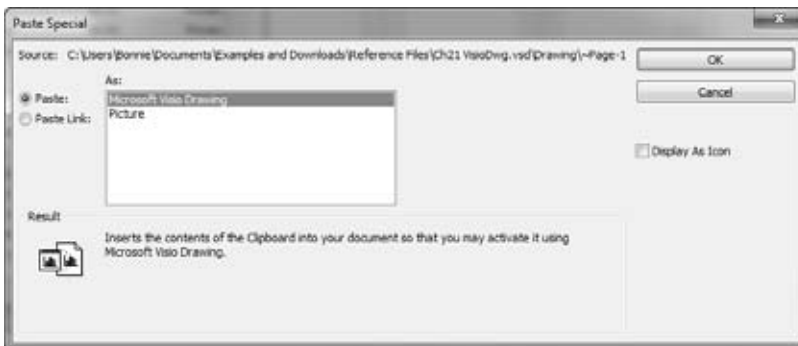 Paste Special
Source: C:\Users\Bonnie\Documents\Examples and Downloads\Reference Files\Ch21 VisioDwg.vsd\Drawing\~Page-1
OK
As:
Paste:
Microsoft Visio Drawing
Cancel
Paste Link:
Picture
Display As Icon
Result
Inserts the contents of the Clipboard into your document so that you may activate it using
Microsoft Visio Drawing.